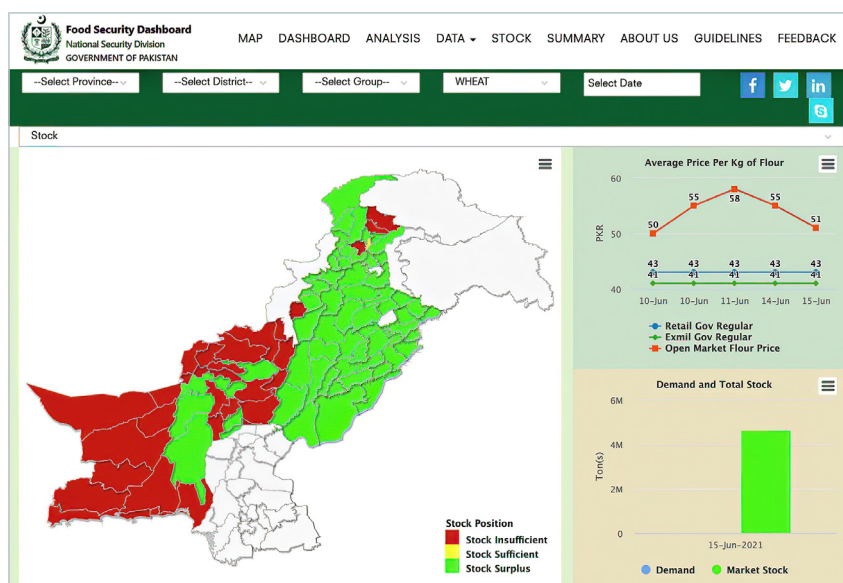 Food Security Dashboard
National Security Division
GOVERNMENT OF PAKISTAN
MAP DASHBOARD ANALYSIS DATA STOCK SUMMARY ABOUT US GUIDELINES FEEDBACK
--Select Province-- --Select District-- --Select Group-- WHEAT Select Date
Stock
Average Price Per Kg of Flour
60
58
55 55
50 51
50
PKR
43 43 43 43 43
41 41 41 41 41
40
10-Jun 10-Jun 11-Jun 14-Jun 15-Jun
Retail Gov Regular
Exmil Gov Regular
Open Market Flour Price
Demand and Total Stock
6M
4M
Ton(s)
2M
0
15-Jun-2021
Demand Market Stock
Stock Position
Stock Insufficient
Stock Sufficient
Stock Surplus